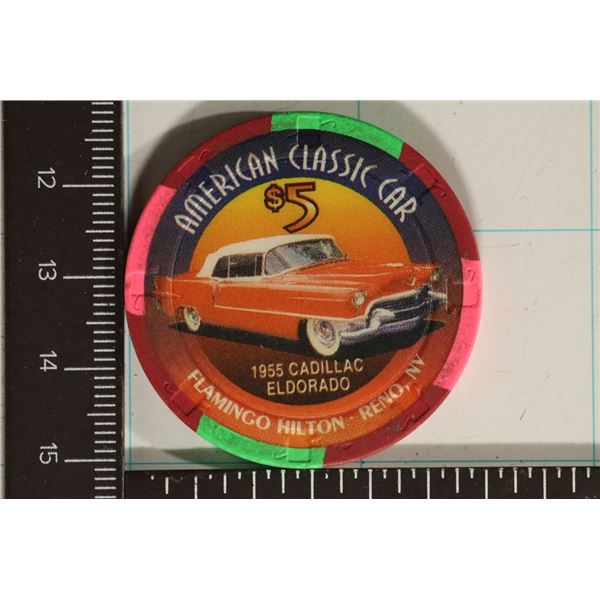 AMERICAN CLASSIC CAR
$5
1955 CADILLAC
ELDORADO
FLAMINGO HILTON · RENO, NV
12
13
14
15